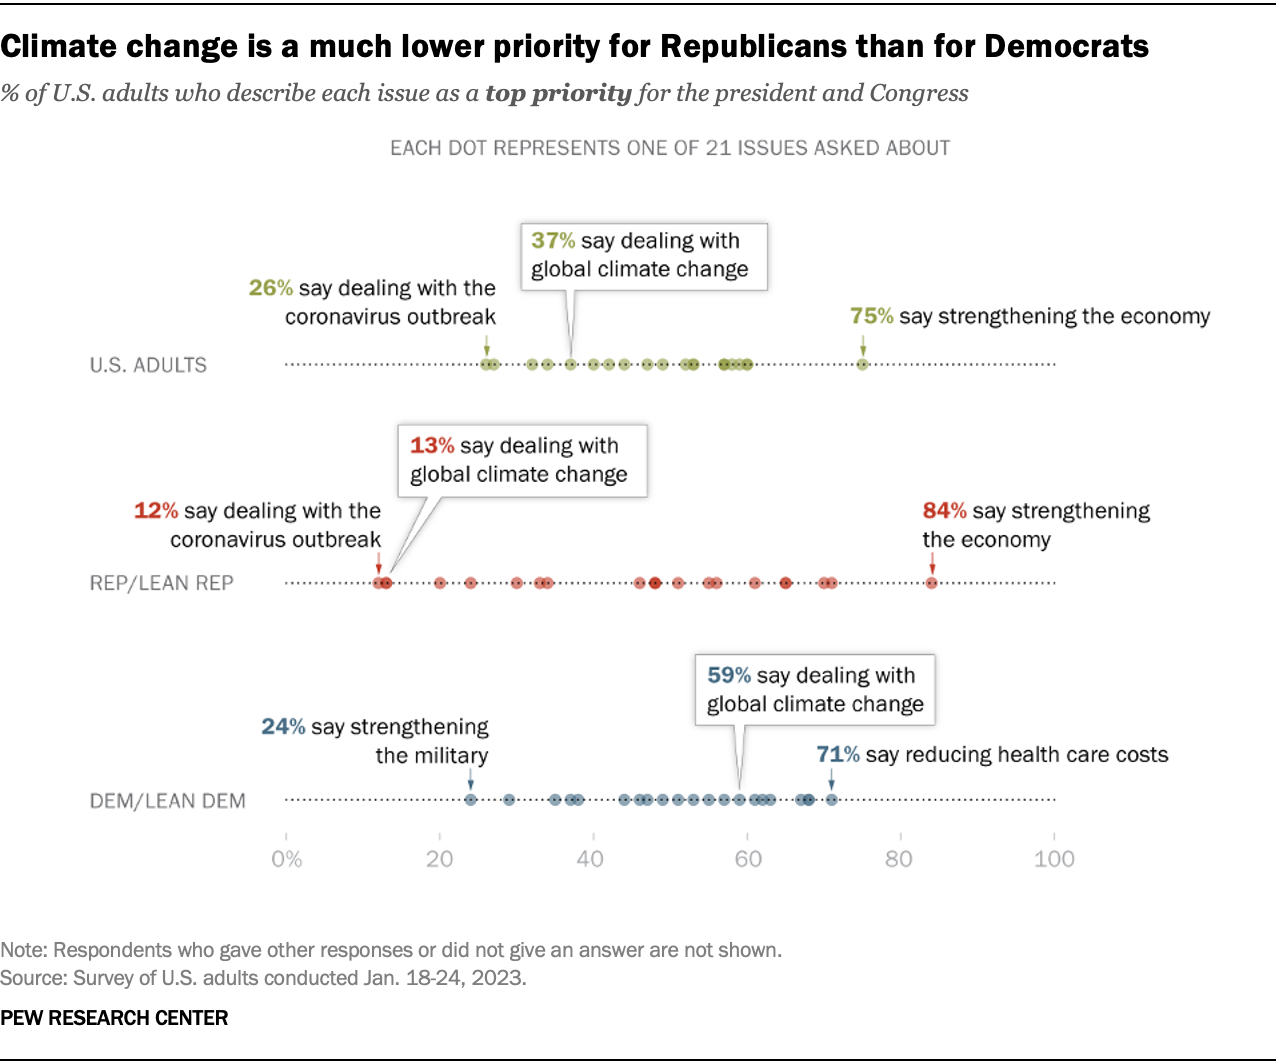 Climate change is a much lower priority for Republicans than for Democrats
% of U.S. adults who describe each issue as a top priority for the president and Congress
EACH DOT REPRESENTS ONE OF 21 ISSUES ASKED ABOUT
37% say dealing with
global climate change
26% say dealing with the
coronavirus outbreak
75% say strengthening the economy
U.S. ADULTS
13% say dealing with
global climate change
12% say dealing with the
coronavirus outbreak
84% say strengthening
the economy
REP/LEAN REP
59% say dealing with
global climate change
24% say strengthening
the military
71% say reducing health care costs
DEM/LEAN DEM
0% 20 40 60 80 100
Note: Respondents who gave other responses or did not give an answer are not shown.
Source: Survey of U.S. adults conducted Jan. 18-24, 2023.
PEW RESEARCH CENTER